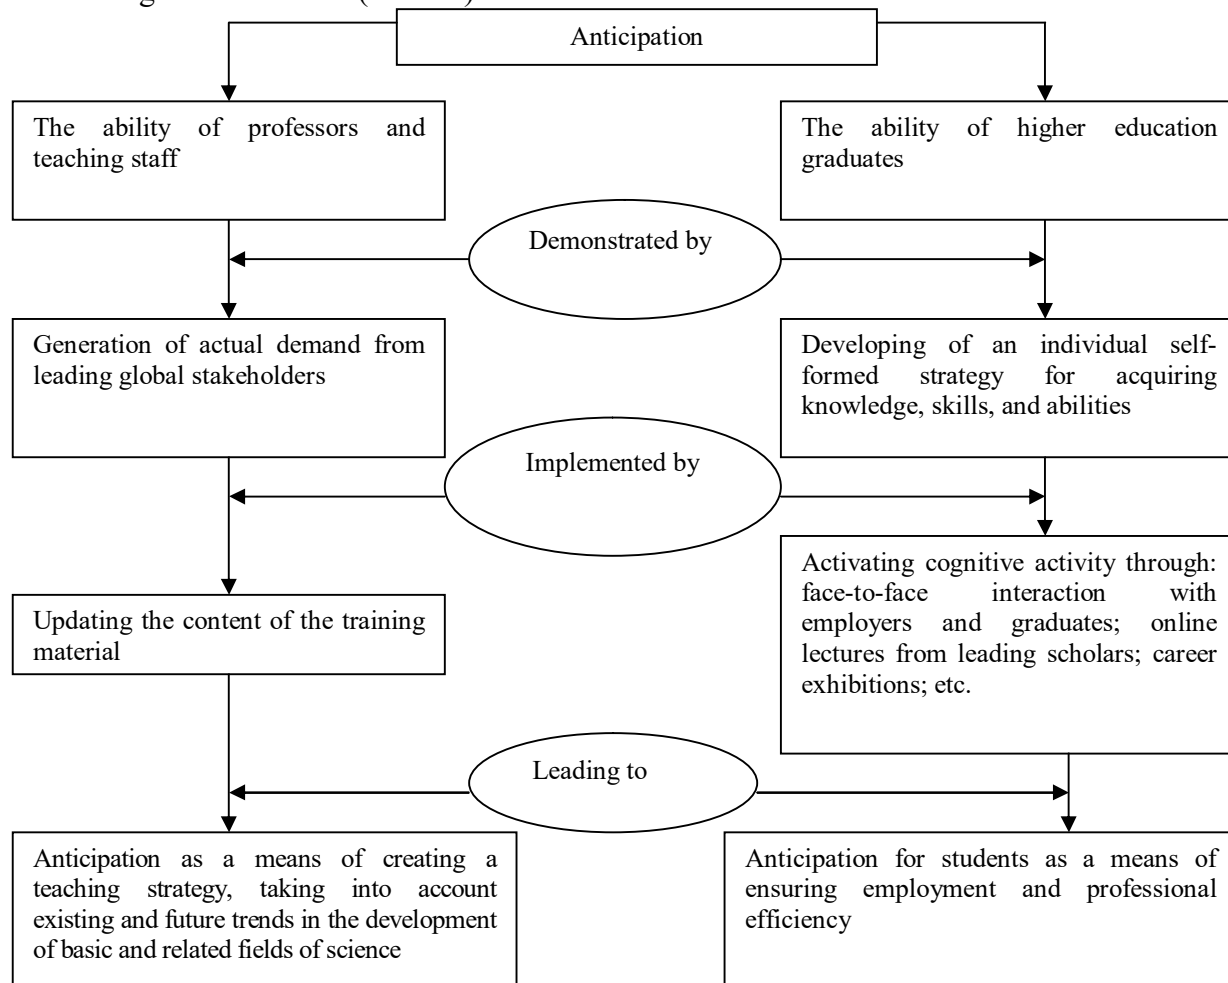 Anticipation
The ability of professors and
teaching staff
The ability of higher education
graduates
Demonstrated by
Generation of actual demand from
leading global stakeholders
Developing of an individual self-
formed strategy for acquiring
knowledge, skills, and abilities
Implemented by
Updating the content of the training
material
Activating cognitive activity through:
face-to-face interaction with
employers and graduates; online
lectures from leading scholars; career
exhibitions; etc.
Leading to
Anticipation as a means of creating a
teaching strategy, taking into account
existing and future trends in the development
of basic and related fields of science
Anticipation for students as a means of
ensuring employment and professional
efficiency